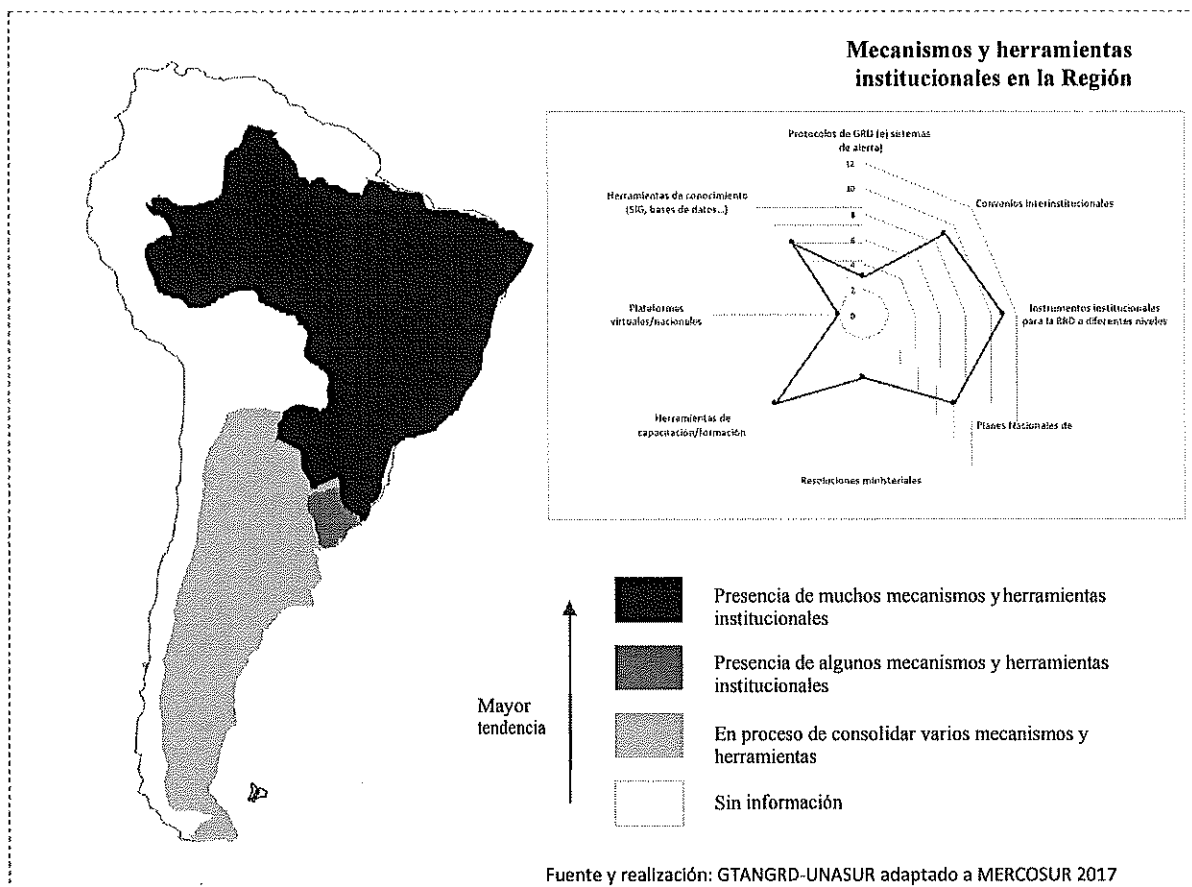 Mecanismos y herramientas
institucionales en la Región
Protocolos de GRD (e) sistemas
de alerta)
12
10
8
6
4
2
0
Herramientas de conocimiento
(SIG, bases de datos...)
Convenios interinstitucionales
Plataformas
virtuales/nacionales
Instrumentos institucionales
para la RRD a diferentes niveles
Herramientas de
capacitación/formación
Planes Nacionales de
Resoluciones ministeriales
Mayor
tendencia
Presencia de muchos mecanismos y herramientas
institucionales
Presencia de algunos mecanismos y herramientas
institucionales
En proceso de consolidar varios mecanismos y
herramientas
Sin información
Fuente y realización: GTANGRD-UNASUR adaptado a MERCOSUR 2017